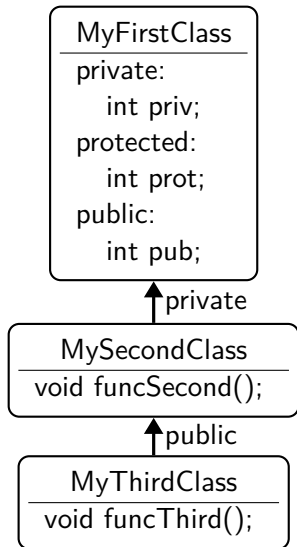 MyFirstClass
private:
int priv;
protected:
int prot;
public:
int pub;
private
MySecondClass
void funcSecond();
public
MyThirdClass
void funcThird();